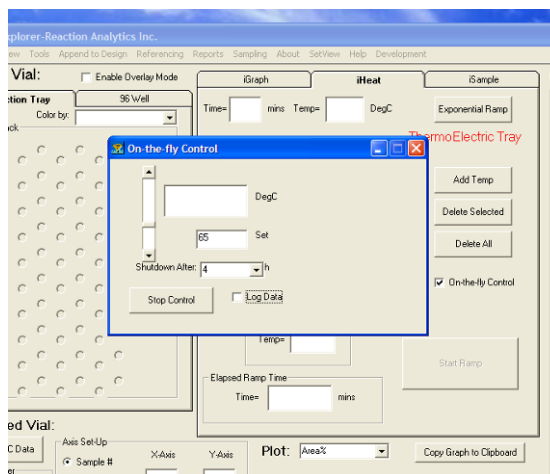 xplorer-Reaction Analytics Inc.
ew Tools Append to Design Referencing Reports Sampling About SetView Help Development
Vial:
Enable Overlay Mode
iGraph
iHeat
iSample
ction Tray
96 Well
Color by:
ck
Time=
mins
Temp=
DegC
Exponential Ramp
ThermoElectric Tray
On-the-fly Control
DegC
65
Set
Shutdown After:
4
h
Stop Control
Log Data
Add Temp
Delete Selected
Delete All
On-the-fly Control
Temp=
Start Ramp
Elapsed Ramp Time
Time=
mins
ed Vial:
C Data
Axis Set-Up
Sample #
X-Axis
Y-Axis
Plot:
Area%
Copy Graph to Clipboard